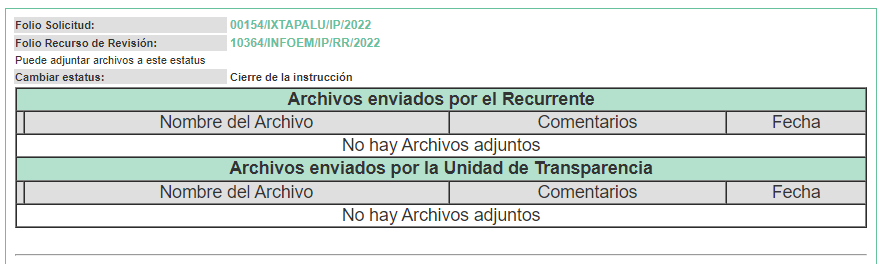 Folio Solicitud: 00154/IXTAPALU/IP/2022
Folio Recurso de Revisión: 10364/INFOEM/IP/RR/2022
Puede adjuntar archivos a este estatus
Cambiar estatus: Cierre de la instrucción
Archivos enviados por el Recurrente
Nombre del Archivo Comentarios Fecha
No hay Archivos adjuntos
Archivos enviados por la Unidad de Transparencia
Nombre del Archivo Comentarios Fecha
No hay Archivos adjuntos